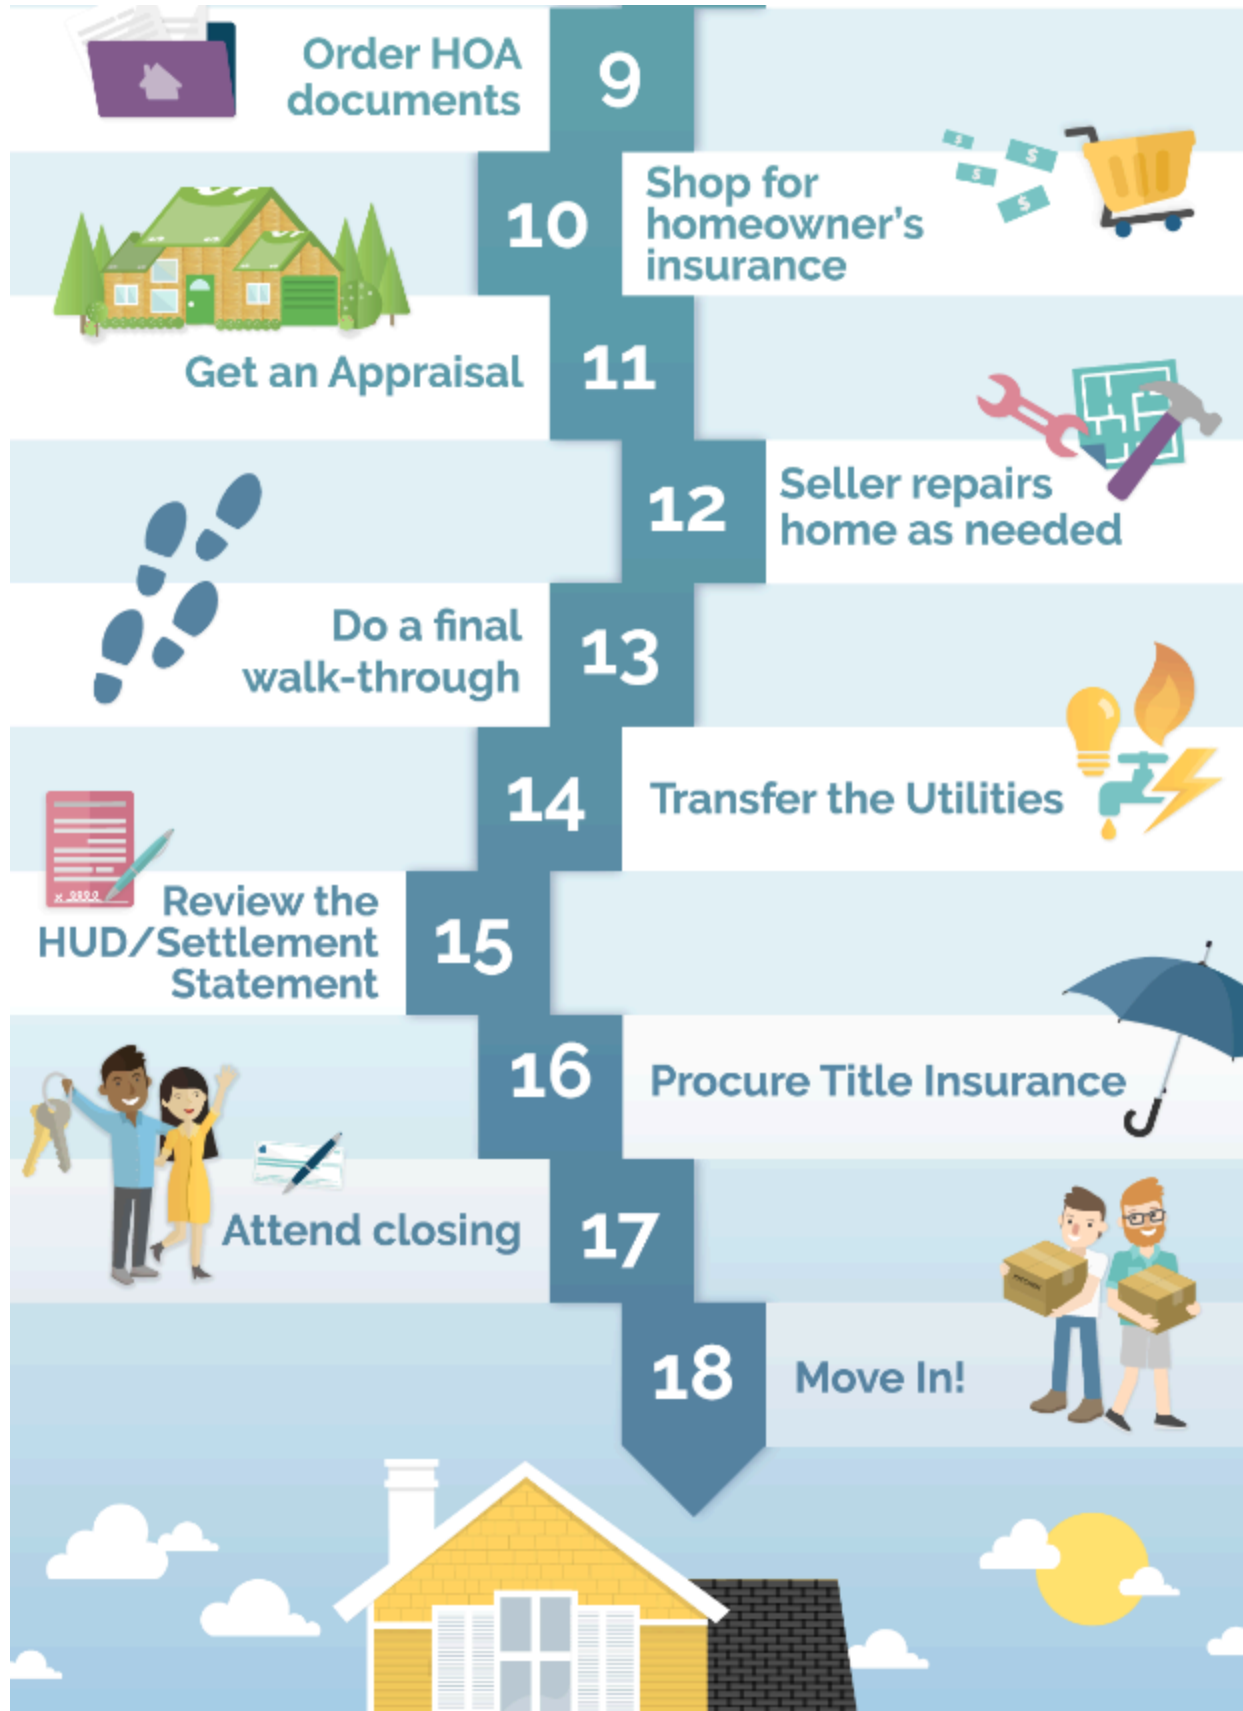 Order HOA
documents
9
10
Shop for
homeowner's
insurance
Get an Appraisal
11
12
Seller repairs
home as needed
Do a final
walk-through
13
14
Transfer the Utilities
Review the
HUD/Settlement
Statement
15
16
Procure Title Insurance
Attend closing
17
18
Move In!